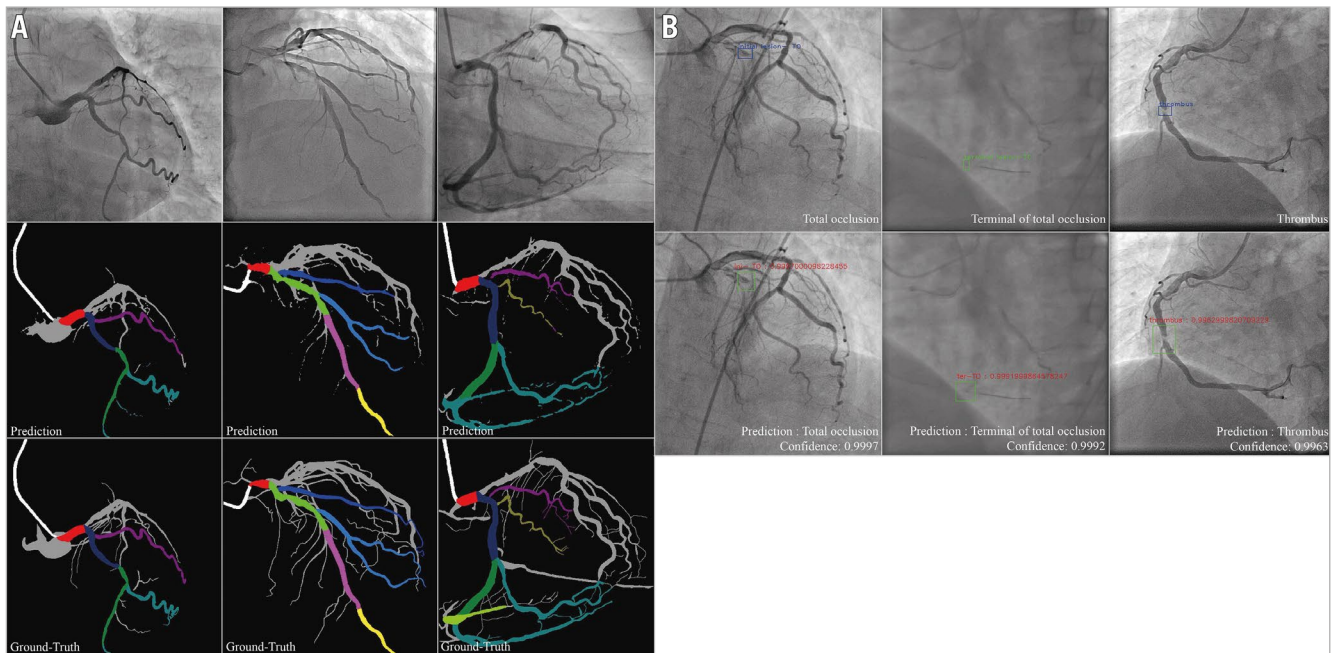 A
B
Total occlusion
Terminal of total occlusion
thrombus
Thrombus
Prediction
Prediction
Prediction
Prediction : Total occlusion
Confidence: 0.9997
Prediction : Terminal of total occlusion
Confidence: 0.9992
Prediction : Thrombus
Confidence: 0.9963
Ground-Truth
Ground-Truth
Ground-Truth